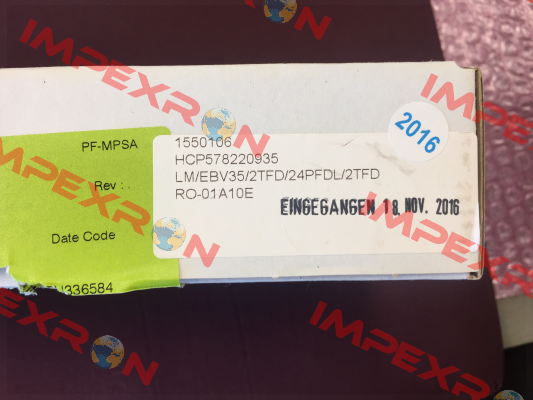 IMPEXRON
2016
PF-MPSA
1550106
HCP578220935
Rev :
LM/EBV35/2TFD/24PFDL/2TFD
RO-01A10E
EINGEGANGEN 18. NOV. 2016
Date Code
336584
IMPEXRON
IMPEXRON